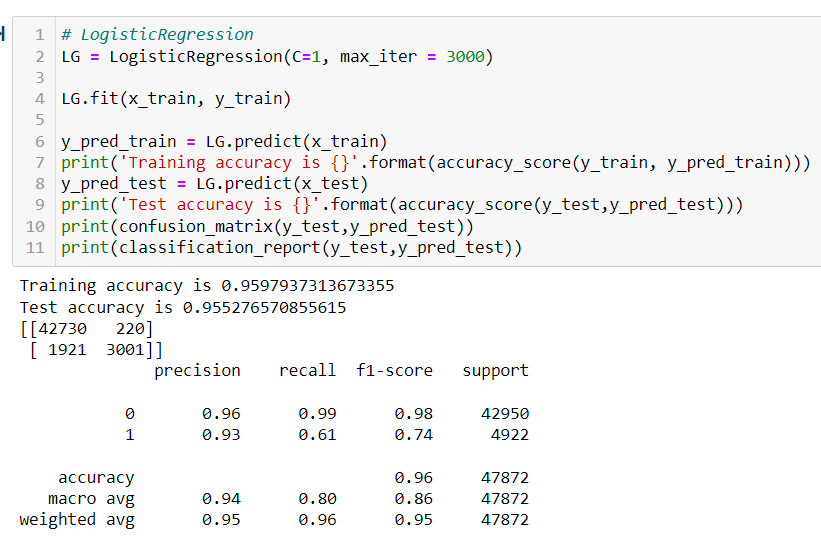 1 # LogisticRegression
2 LG = LogisticRegression(C=1, max_iter = 3000)
3
4 LG.fit(x_train, y_train)
5
6 y_pred_train = LG.predict(x_train)
7 print('Training accuracy is {}'.format(accuracy_score(y_train, y_pred_train)))
8 y_pred_test = LG.predict(x_test)
9 print('Test accuracy is {}'.format(accuracy_score(y_test,y_pred_test)))
10 print(confusion_matrix(y_test,y_pred_test))
11 print(classification_report(y_test,y_pred_test))
Training accuracy is 0.9597937313673355
Test accuracy is 0.955276570855615
[[42730   220]
 [ 1921  3001]]
              precision    recall  f1-score   support

           0       0.96      0.99      0.98     42950
           1       0.93      0.61      0.74      4922

    accuracy                           0.96     47872
   macro avg       0.94      0.80      0.86     47872
weighted avg       0.95      0.96      0.95     47872